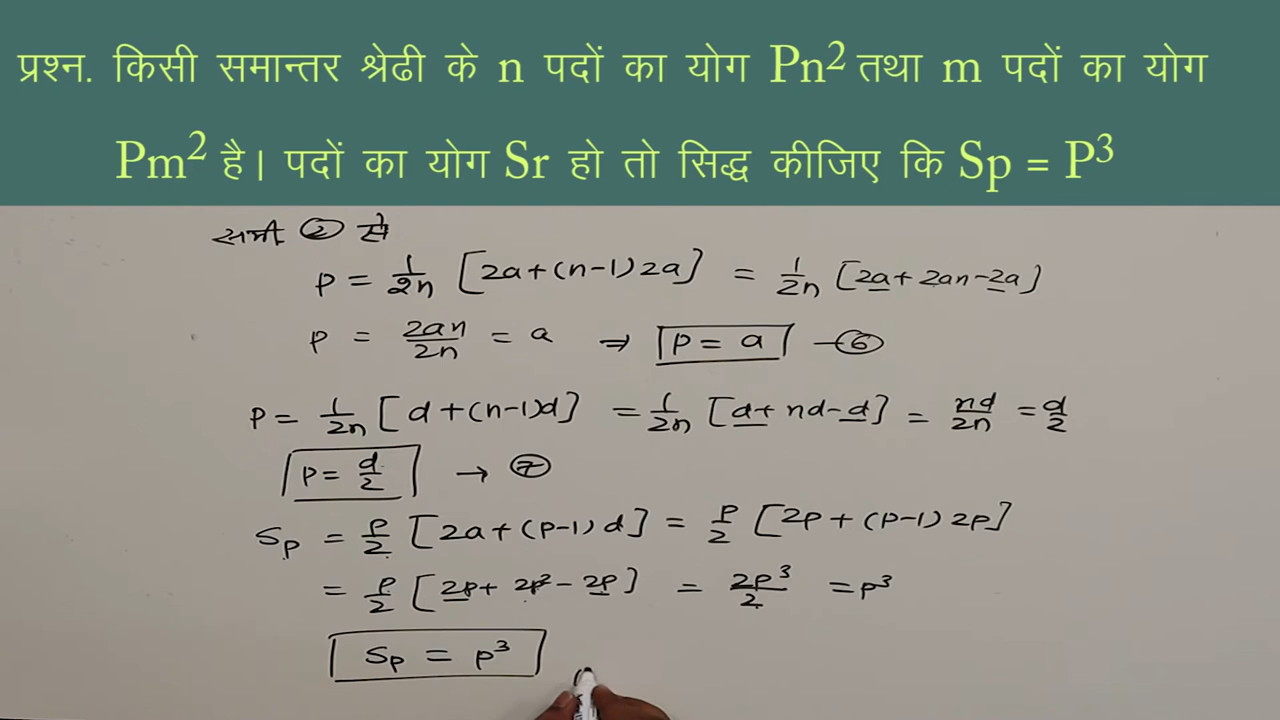 प्रश्न. किसी समान्तर श्रेढी के n पदों का योग Pn² तथा m पदों का योग
Pm² है। पदों का योग Sr हो तो सिद्ध कीजिए कि Sp = P³
समी ② से
P = 1/2n [2a+(n-1)2a] = 1/2n [2a+2an-2a]
P = 2an/2n = a ⇒ P = a —⑥
P = 1/2n [d+(n-1)d] = 1/2n [d+nd-d] = nd/2n = d/2
P = d/2 → ⑦
Sp = P/2 [2a+(P-1)d] = P/2 [2P+(P-1)2P]
= P/2 [2P+2P²-2P] = 2P³/2 = P³
Sp = P³